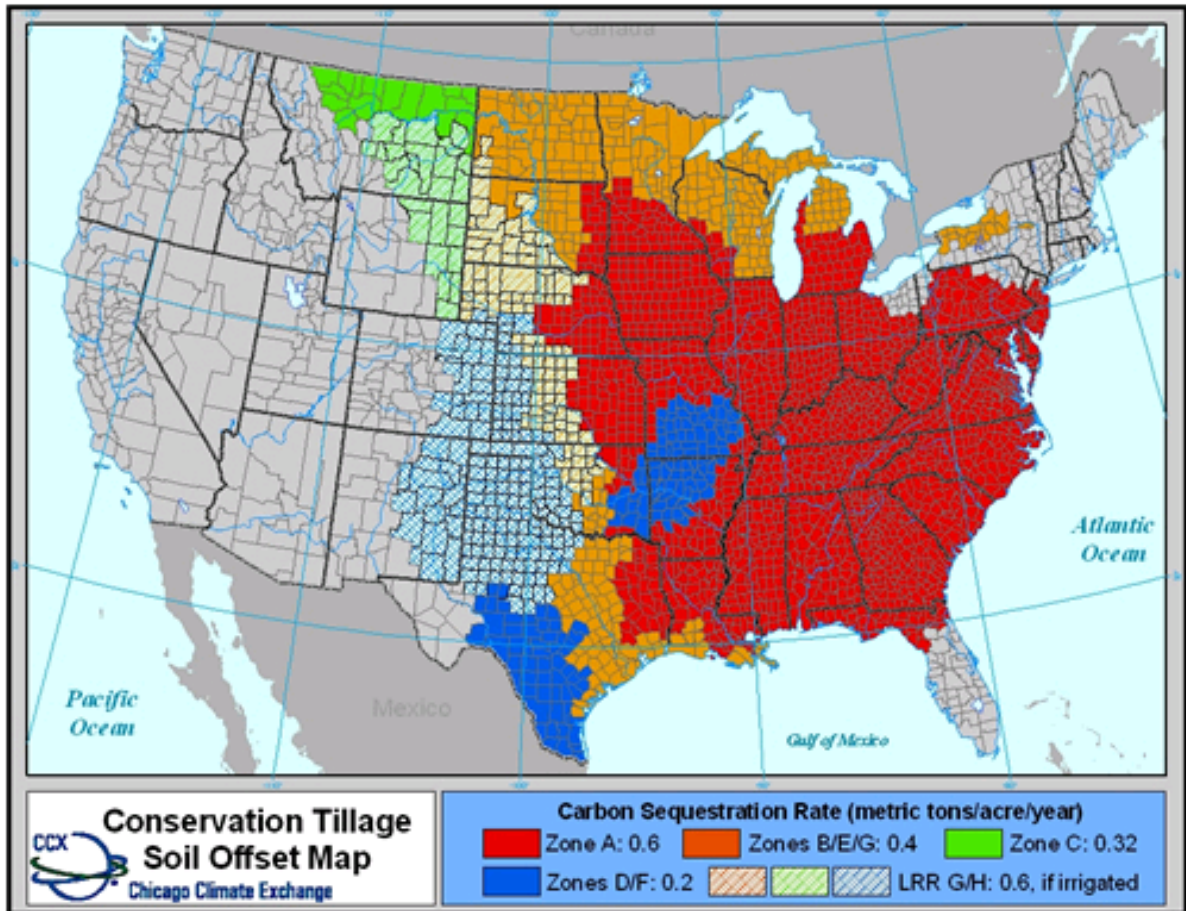 Canada
Atlantic
Ocean
Pacific
Ocean
Mexico
Gulf of Mexico
Conservation Tillage
Soil Offset Map
CCX
Chicago Climate Exchange
Carbon Sequestration Rate (metric tons/acre/year)
Zone A: 0.6 Zones B/E/G: 0.4 Zone C: 0.32
Zones D/F: 0.2 LRR G/H: 0.6, if irrigated